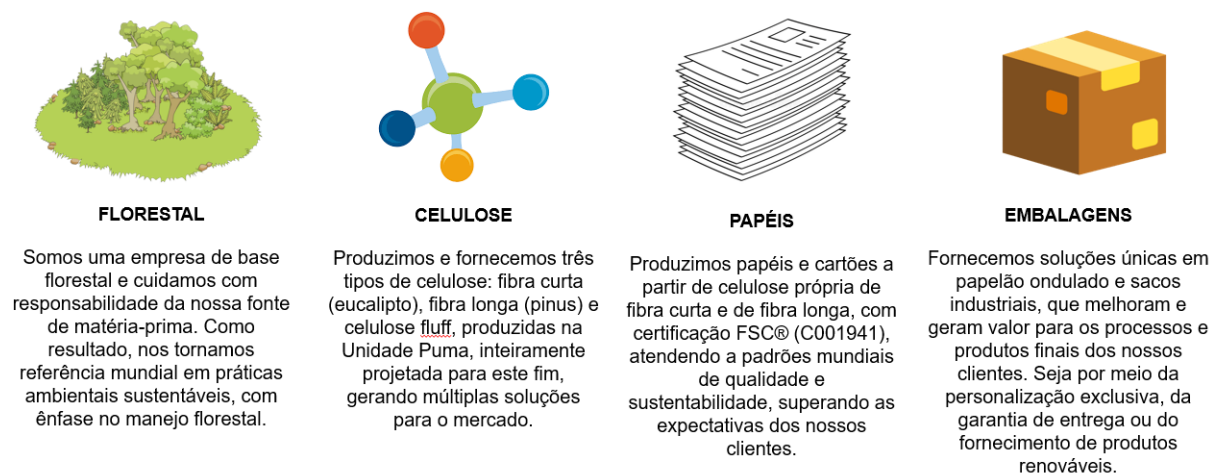 FLORESTAL
Somos uma empresa de base
florestal e cuidamos com
responsabilidade da nossa fonte
de matéria-prima. Como
resultado, nos tornamos
referência mundial em práticas
ambientais sustentáveis, com
ênfase no manejo florestal.
CELULOSE
Produzimos e fornecemos três
tipos de celulose: fibra curta
(eucalipto), fibra longa (pinus) e
celulose fluff, produzidas na
Unidade Puma, inteiramente
projetada para este fim,
gerando múltiplas soluções
para o mercado.
PAPÉIS
Produzimos papéis e cartões a
partir de celulose própria de
fibra curta e de fibra longa, com
certificação FSC® (C001941),
atendendo a padrões mundiais
de qualidade e
sustentabilidade, superando as
expectativas dos nossos
clientes.
EMBALAGENS
Fornecemos soluções únicas em
papelão ondulado e sacos
industriais, que melhoram e
geram valor para os processos e
produtos finais dos nossos
clientes. Seja por meio da
personalização exclusiva, da
garantia de entrega ou do
fornecimento de produtos
renováveis.